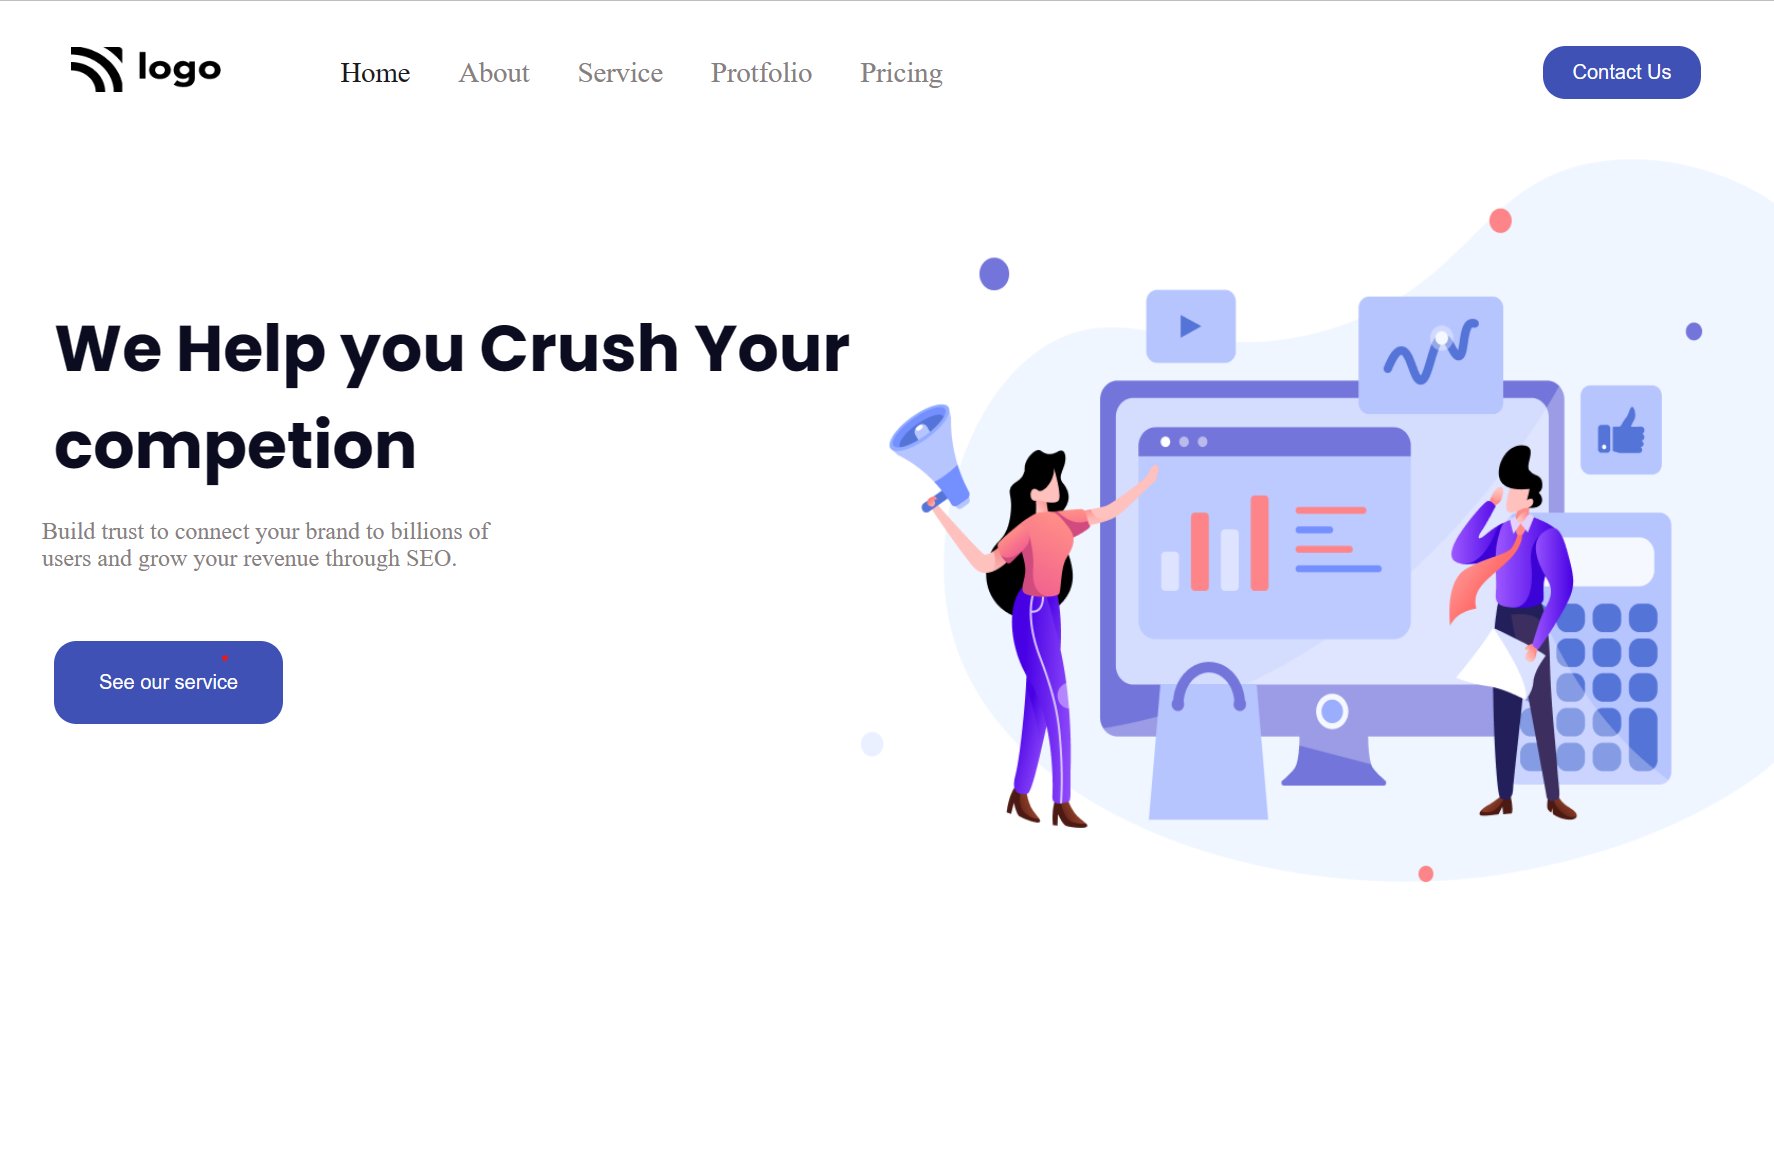 logo
Home About Service Protfolio Pricing
Contact Us
We Help you Crush Your
competion
Build trust to connect your brand to billions of
users and grow your revenue through SEO.
See our service